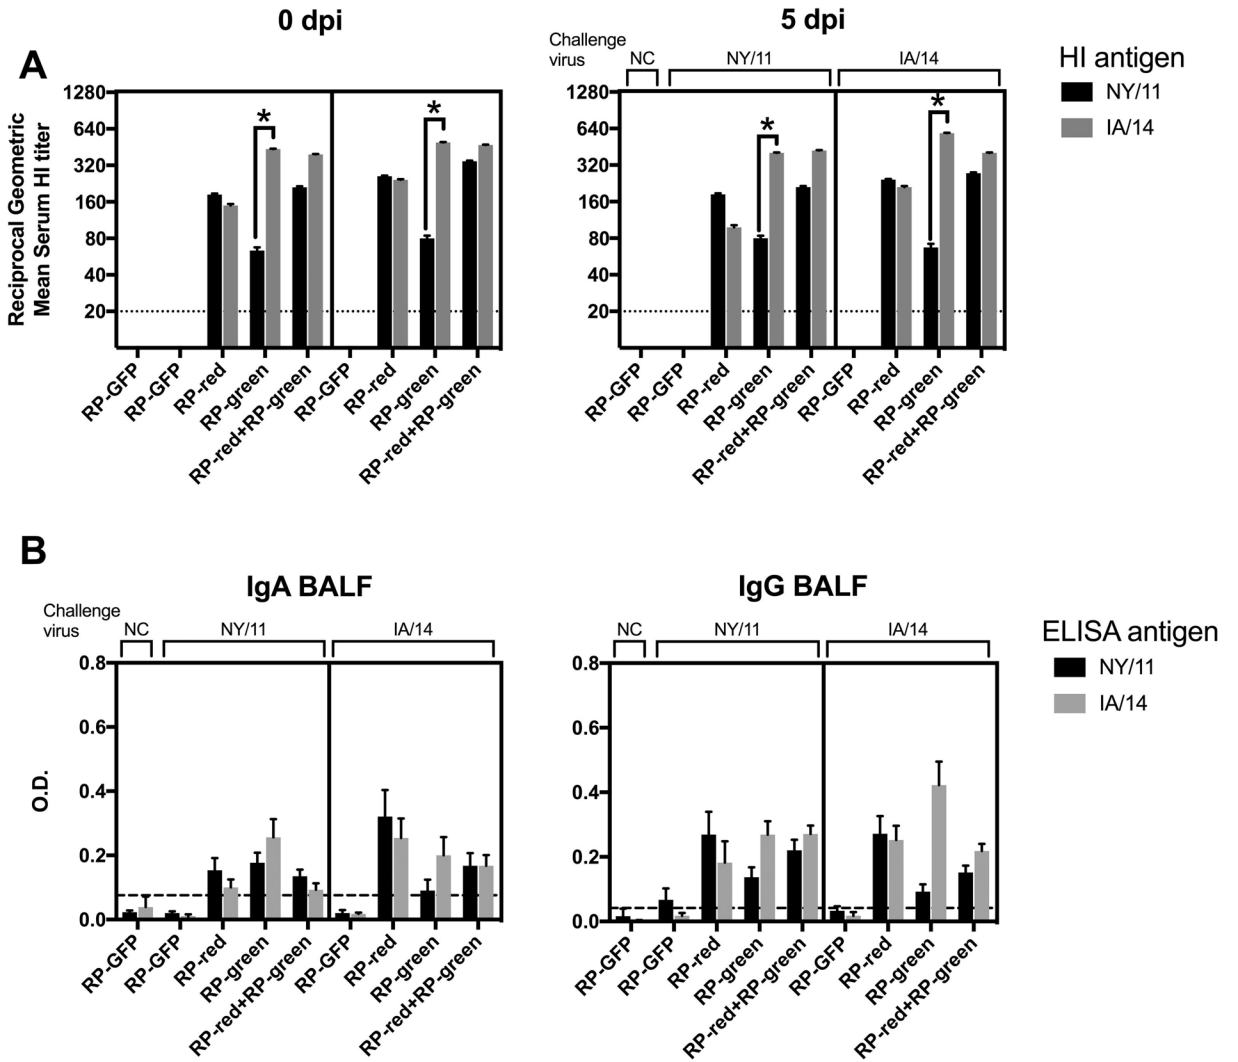 0 dpi
5 dpi
A
Challenge
virus
NC
NY/11
IA/14
HI antigen
NY/11
IA/14
Reciprocal Geometric
Mean Serum HI titer
1280
640
320
160
80
40
20
*
*
RP-GFP
RP-GFP
RP-red
RP-green
RP-red+RP-green
RP-GFP
RP-red
RP-green
RP-red+RP-green
1280
640
320
160
80
40
20
*
*
RP-GFP
RP-GFP
RP-red
RP-green
RP-red+RP-green
RP-GFP
RP-red
RP-green
RP-red+RP-green
B
IgA BALF
IgG BALF
Challenge
virus
NC
NY/11
IA/14
NC
NY/11
IA/14
ELISA antigen
NY/11
IA/14
O.D.
0.8
0.6
0.4
0.2
0.0
RP-GFP
RP-GFP
RP-red
RP-green
RP-red+RP-green
RP-GFP
RP-red
RP-green
RP-red+RP-green
0.8
0.6
0.4
0.2
0.0
RP-GFP
RP-GFP
RP-red
RP-green
RP-red+RP-green
RP-GFP
RP-red
RP-green
RP-red+RP-green